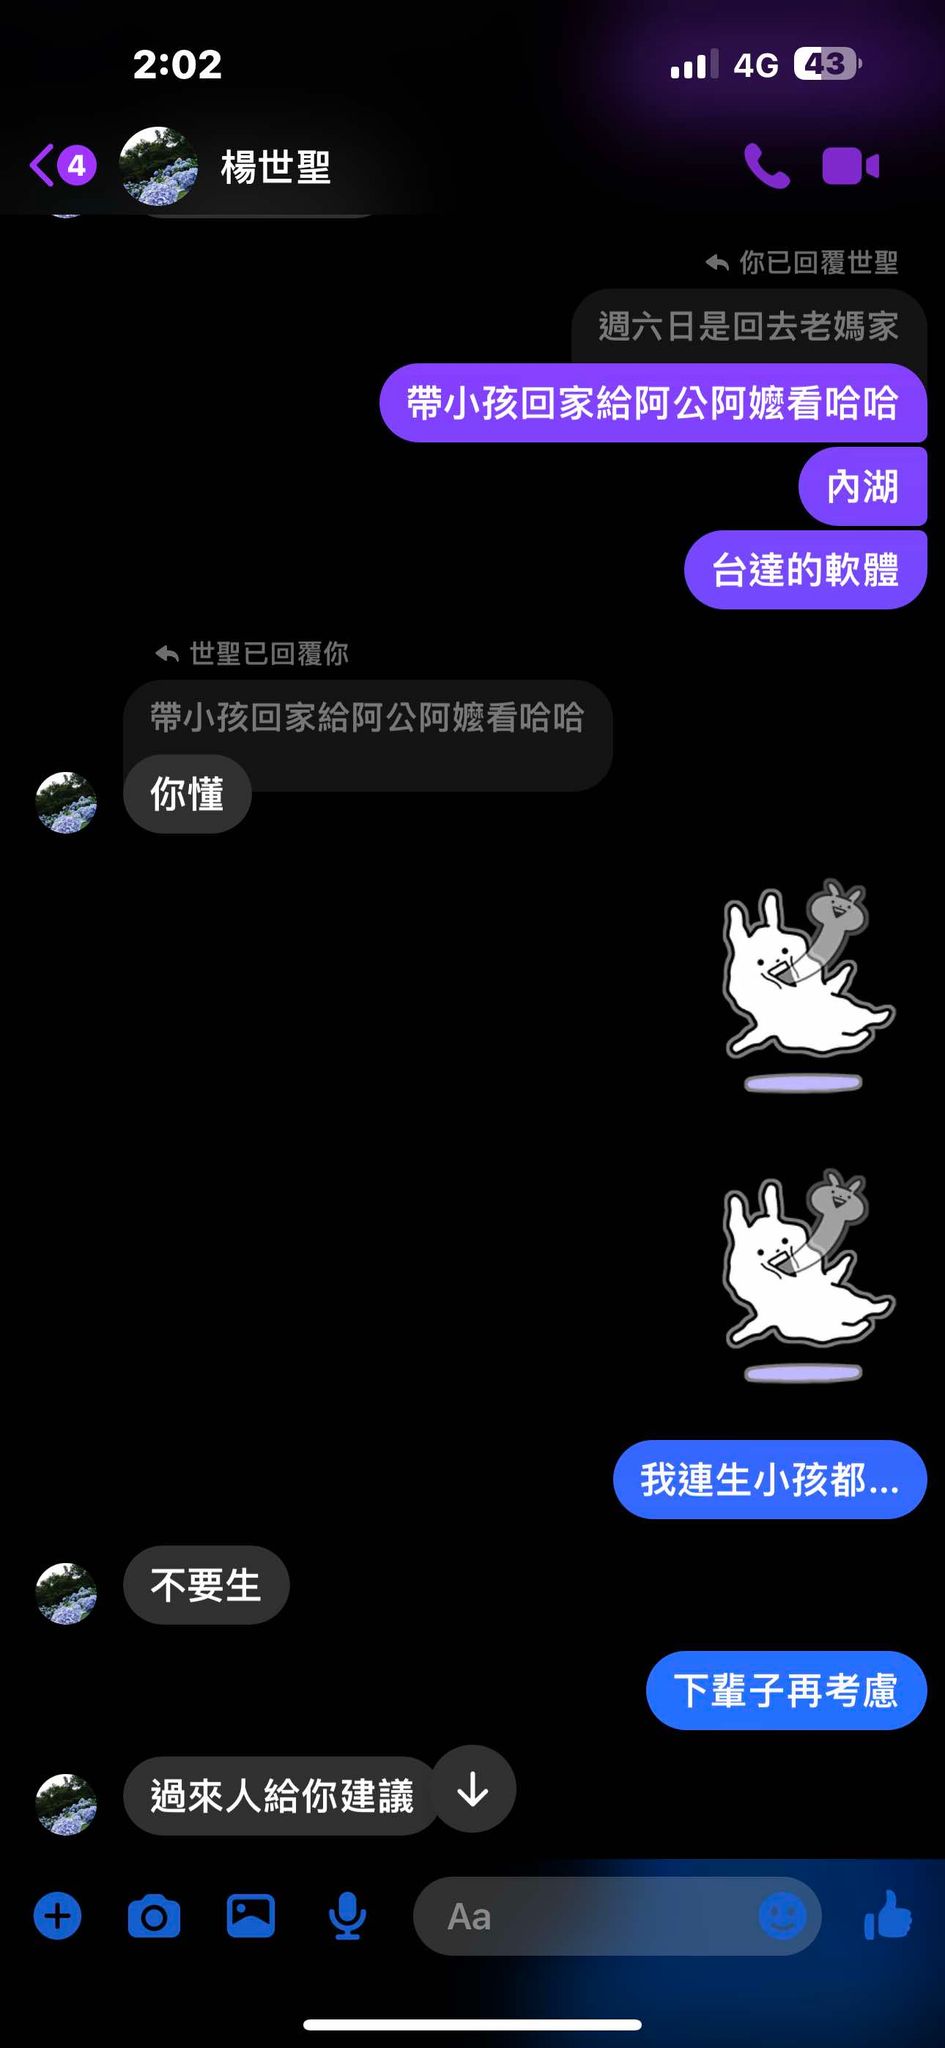 2:02
4G
43
4
楊世聖
你已回覆世聖
週六日是回去老媽家
帶小孩回家給阿公阿嬤看哈哈
內湖
台達的軟體
世聖已回覆你
帶小孩回家給阿公阿嬤看哈哈
你懂
我連生小孩都...
不要生
下輩子再考慮
過來人給你建議
Aa